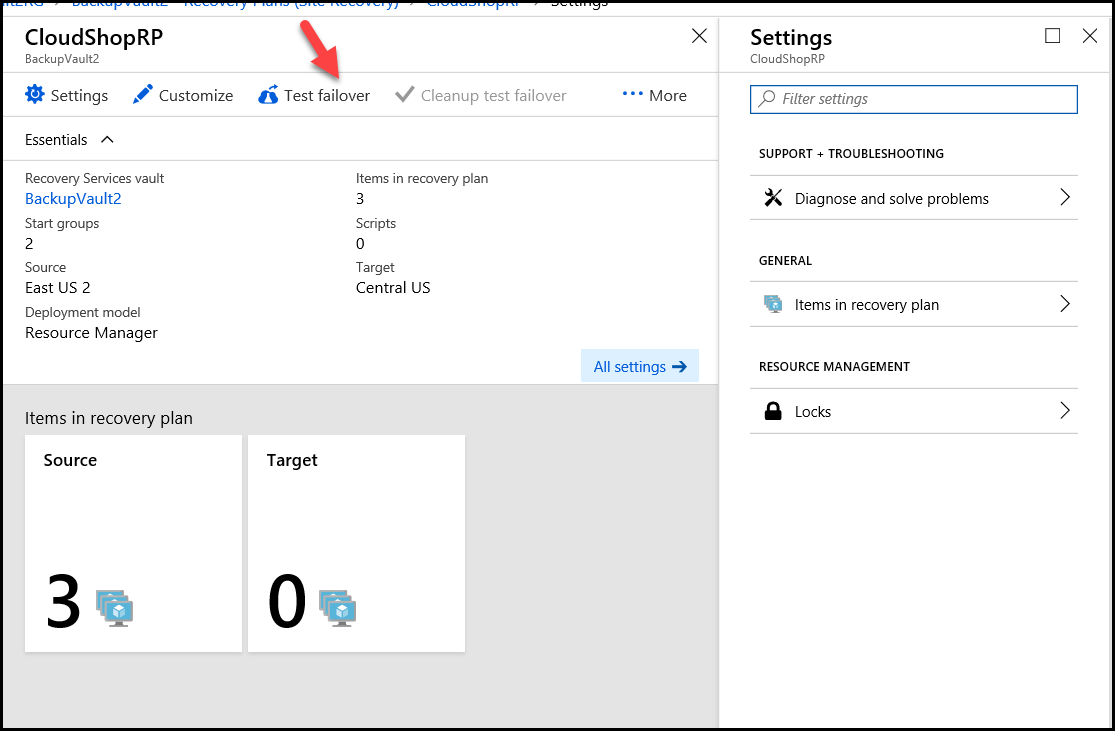 BackupVault2 - Recovery Plans (Site Recovery) > CloudShopRP > Settings
CloudShopRP
BackupVault2
Settings
Customize
Test failover
Cleanup test failover
More
Essentials
Recovery Services vault
BackupVault2
Items in recovery plan
3
Start groups
2
Scripts
0
Source
East US 2
Target
Central US
Deployment model
Resource Manager
All settings
Items in recovery plan
Source
3
Target
0
Settings
CloudShopRP
Filter settings
SUPPORT + TROUBLESHOOTING
Diagnose and solve problems
GENERAL
Items in recovery plan
RESOURCE MANAGEMENT
Locks